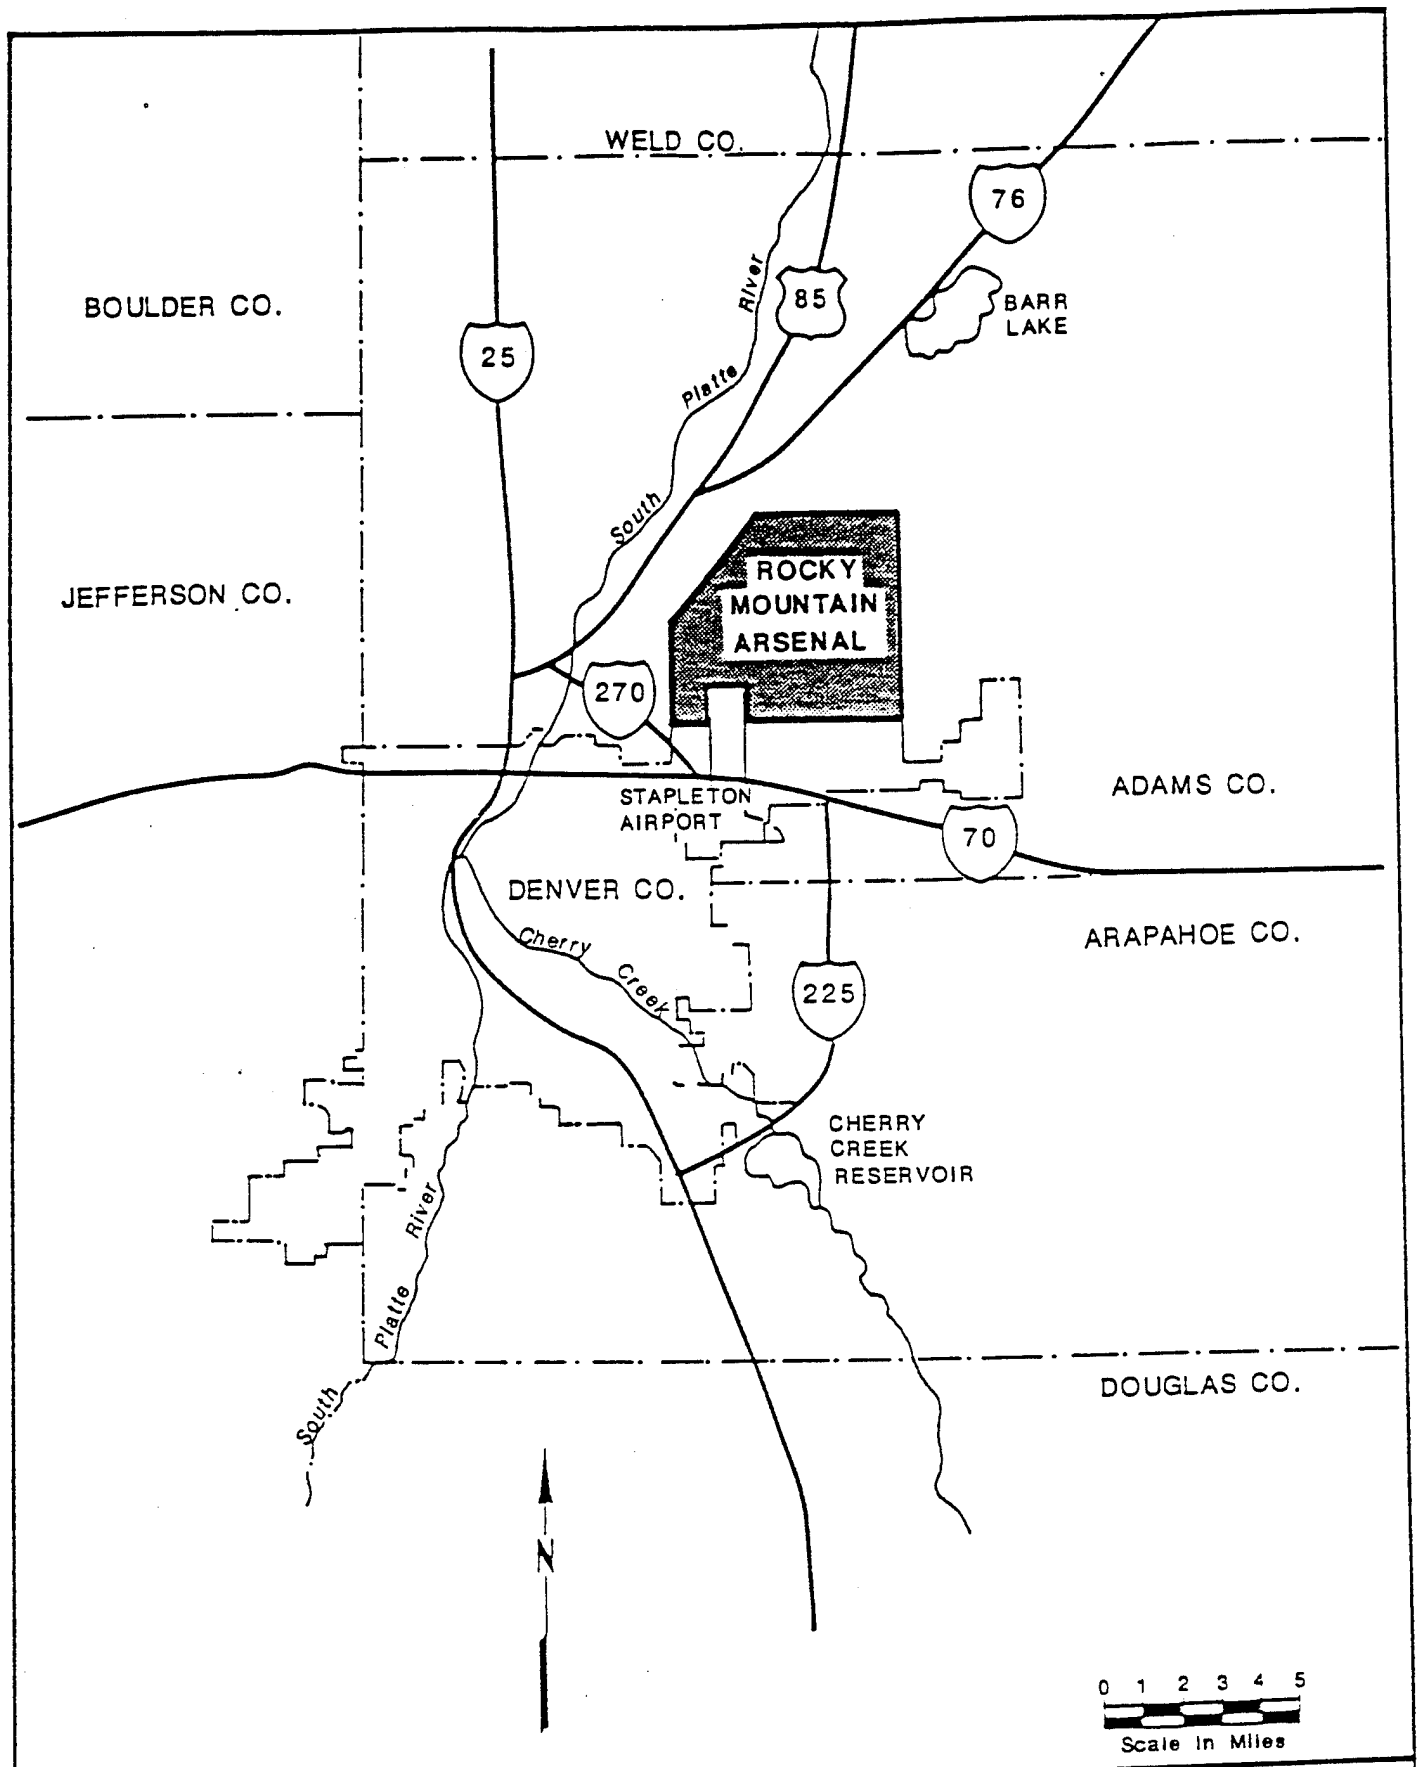 WELD CO.
76
BOULDER CO.
River
85
BARR
LAKE
25
Platte
South
ROCKY
MOUNTAIN
ARSENAL
JEFFERSON CO.
270
STAPLETON
AIRPORT
ADAMS CO.
70
DENVER CO.
ARAPAHOE CO.
Cherry
Creek
225
CHERRY
CREEK
RESERVOIR
River
Platte
South
DOUGLAS CO.
N
0 1 2 3 4 5
Scale In Miles